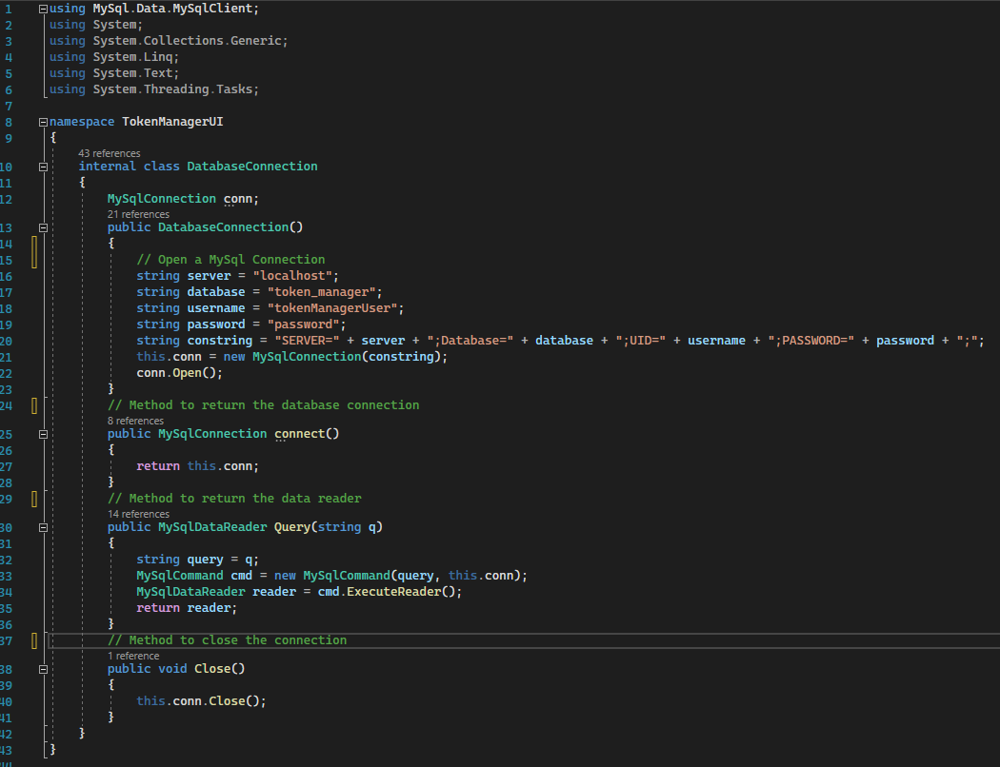 1 using MySql.Data.MySqlClient;
2 using System;
3 using System.Collections.Generic;
4 using System.Linq;
5 using System.Text;
6 using System.Threading.Tasks;
7
8 namespace TokenManagerUI
9 {
43 references
10 internal class DatabaseConnection
11 {
12 MySqlConnection conn;
21 references
13 public DatabaseConnection()
14 {
15 // Open a MySql Connection
16 string server = "localhost";
17 string database = "token_manager";
18 string username = "tokenManagerUser";
19 string password = "password";
20 string constring = "SERVER=" + server + ";Database=" + database + ";UID=" + username + ";PASSWORD=" + password + ";";
21 this.conn = new MySqlConnection(constring);
22 conn.Open();
23 }
24 // Method to return the database connection
8 references
25 public MySqlConnection connect()
26 {
27 return this.conn;
28 }
29 // Method to return the data reader
14 references
30 public MySqlDataReader Query(string q)
31 {
32 string query = q;
33 MySqlCommand cmd = new MySqlCommand(query, this.conn);
34 MySqlDataReader reader = cmd.ExecuteReader();
35 return reader;
36 }
37 // Method to close the connection
1 reference
38 public void Close()
39 {
40 this.conn.Close();
41 }
42 }
43 }